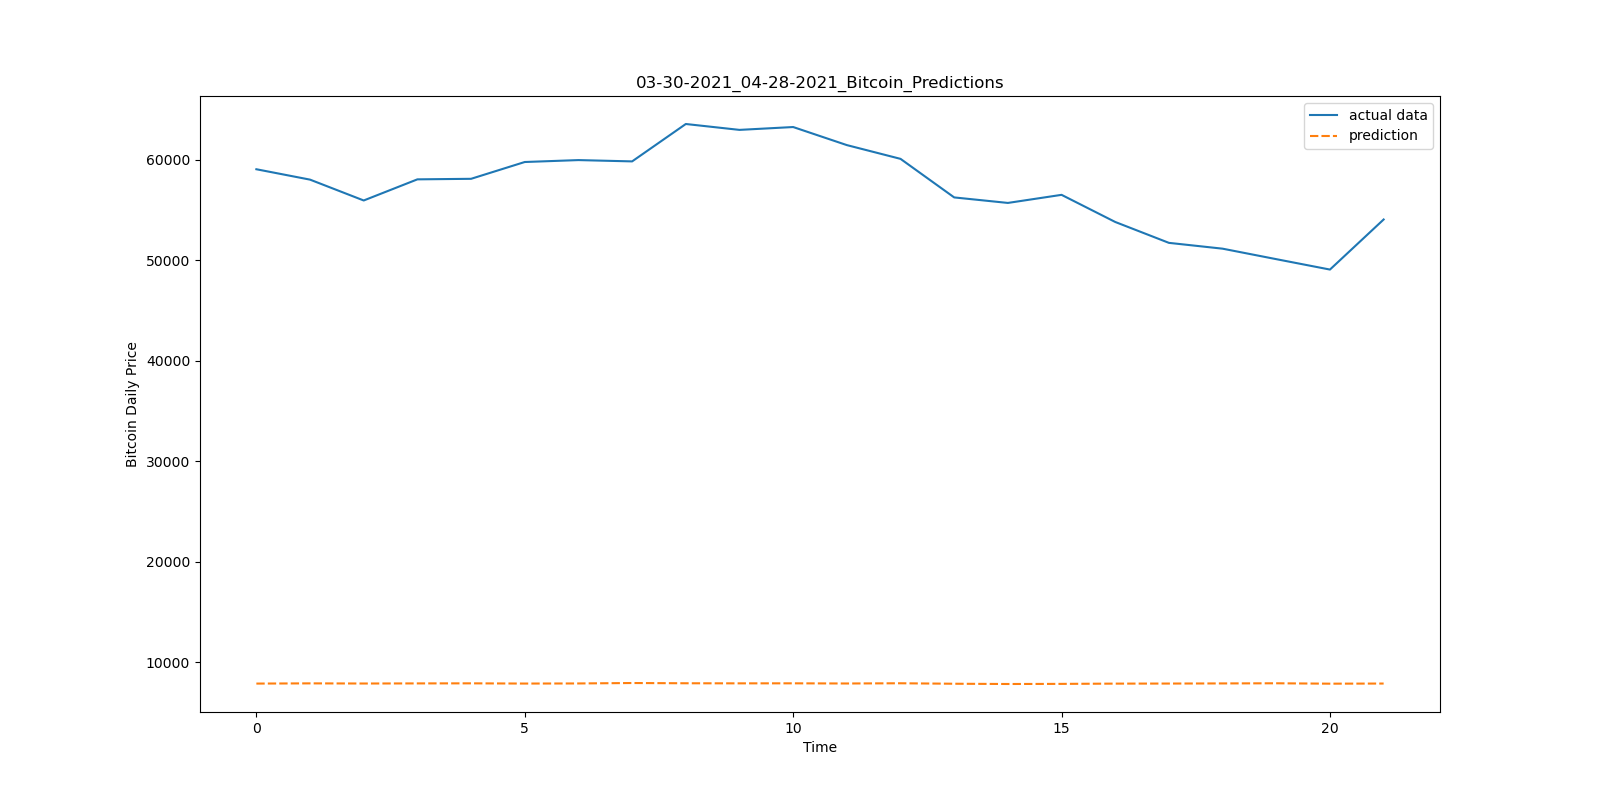 03-30-2021_04-28-2021_Bitcoin_Predictions
actual data
prediction
Bitcoin Daily Price
60000
50000
40000
30000
20000
10000
0 5 10 15 20
Time